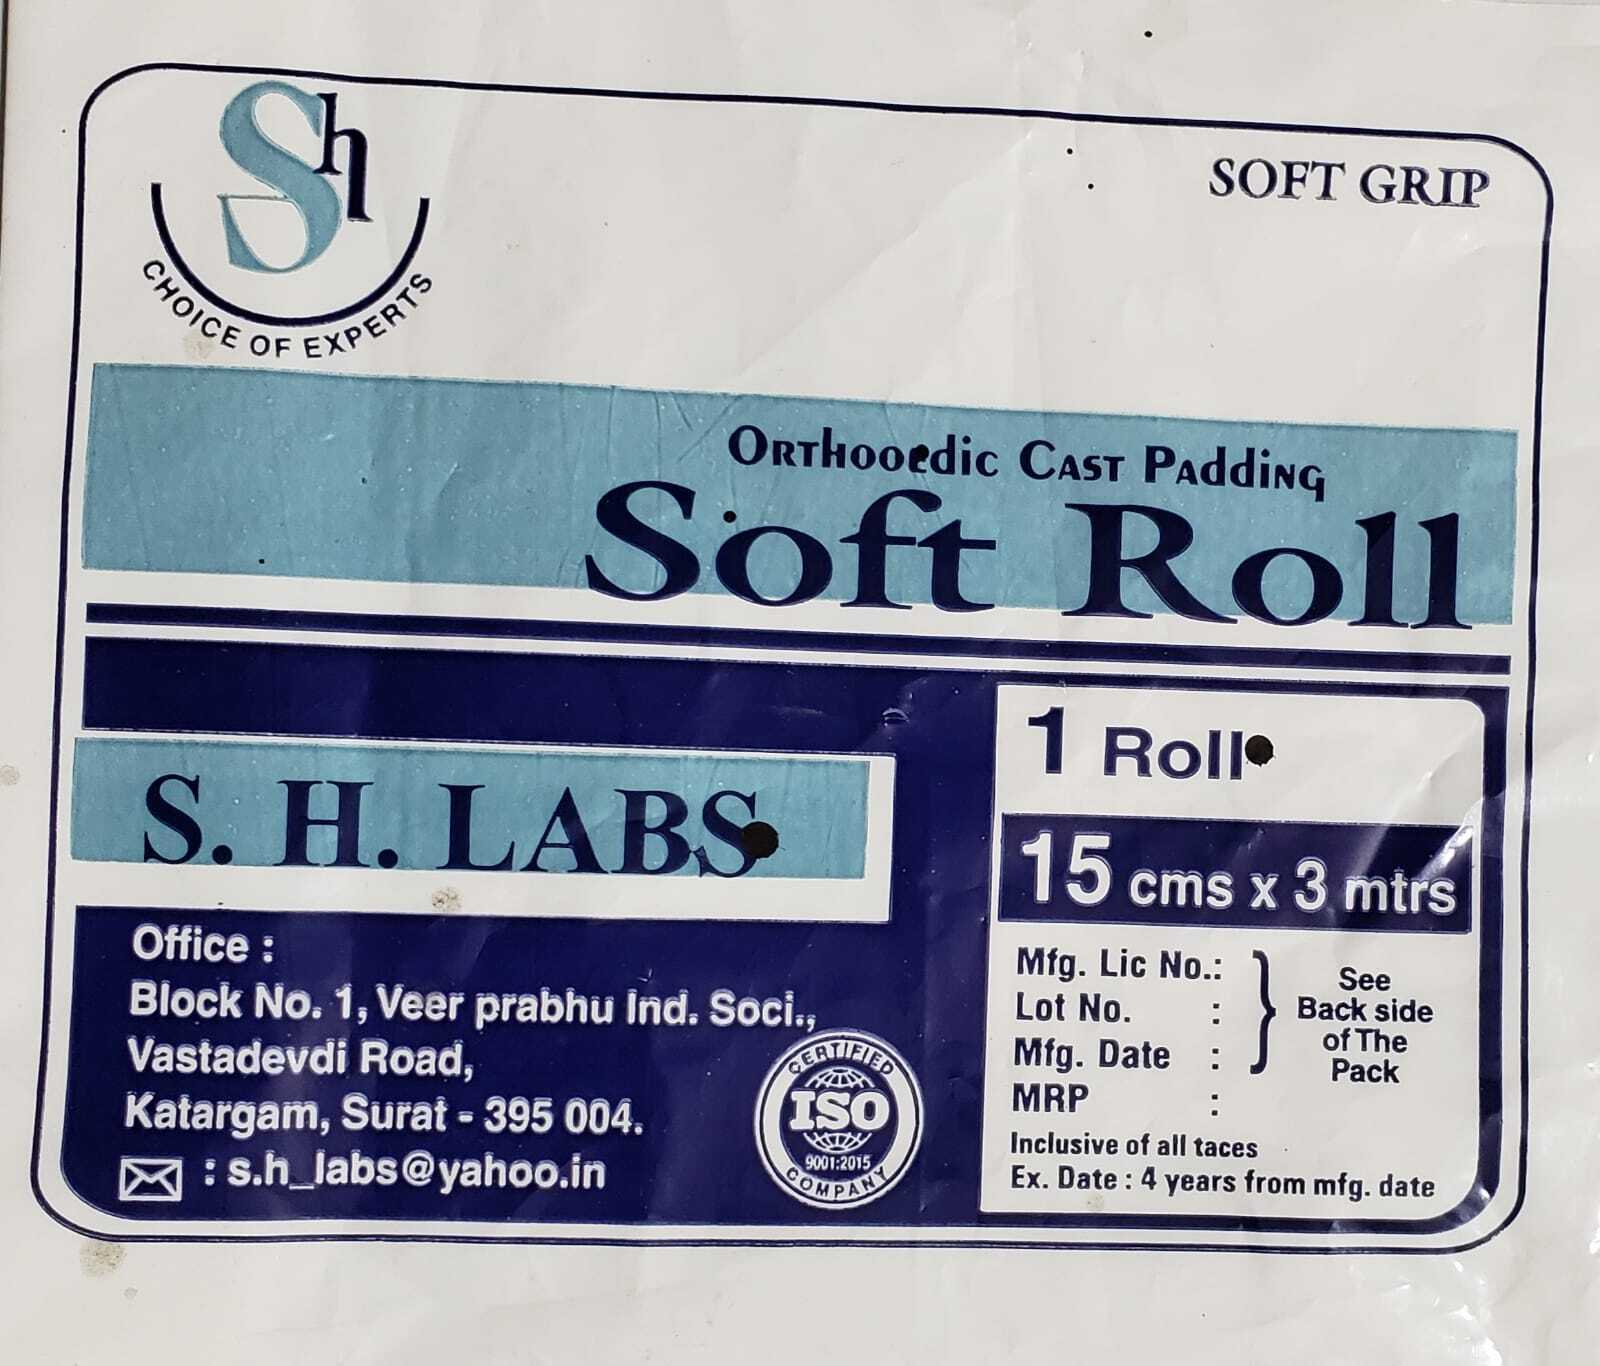 Sh
CHOICE OF EXPERTS
SOFT GRIP
Orthooedic Cast Padding
Soft Roll
S. H. LABS
Office :
Block No. 1, Veer prabhu Ind. Soci.,
Vastadevdi Road,
Katargam, Surat - 395 004.
: s.h_labs@yahoo.in
CERTIFIED
ISO
9001:2015
COMPANY
1 Roll
15 cms x 3 mtrs
Mfg. Lic No.:
Lot No. :
Mfg. Date :
MRP :
See
Back side
of The
Pack
Inclusive of all taces
Ex. Date : 4 years from mfg. date